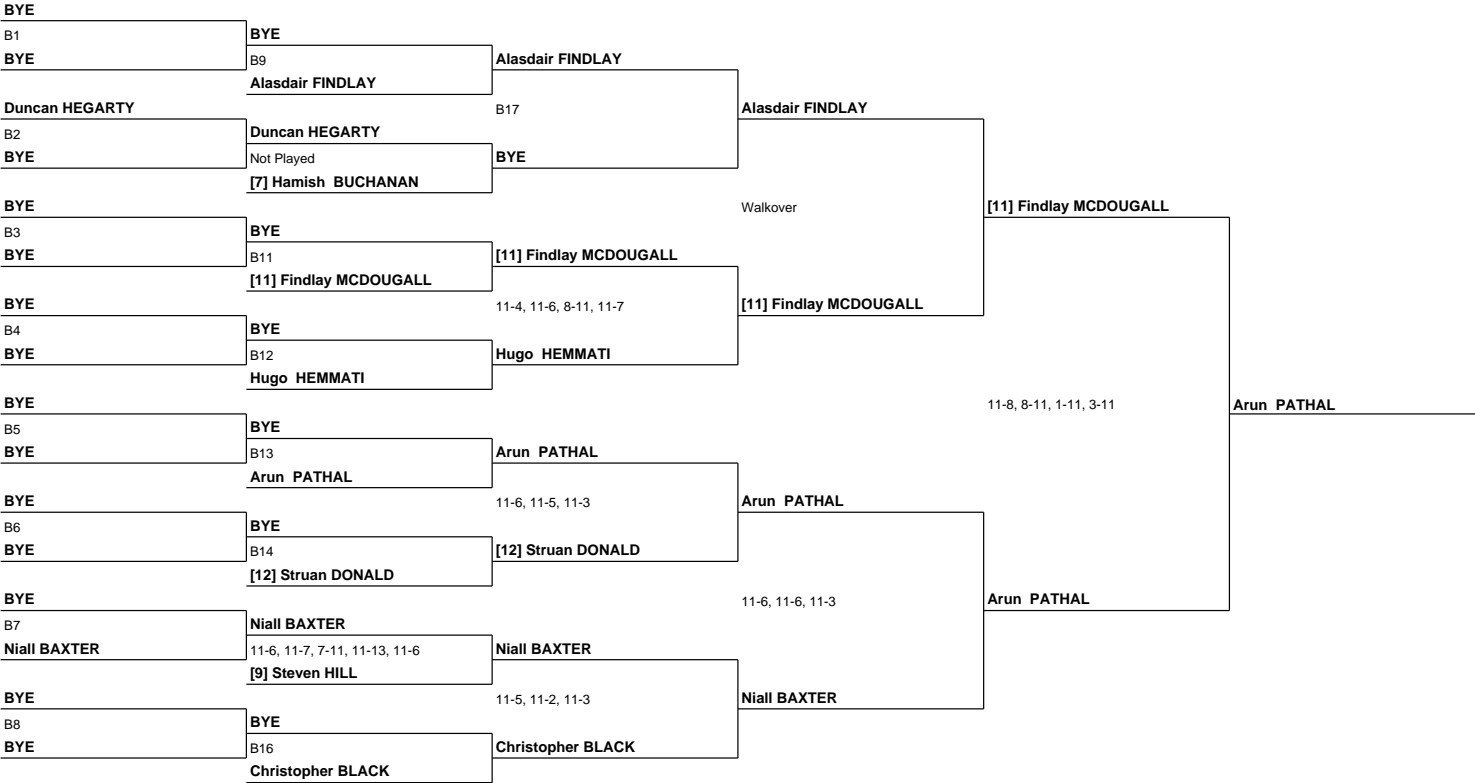 BYE
B1
BYE
Duncan HEGARTY
B2
BYE
BYE
B3
BYE
BYE
B4
BYE
BYE
B5
BYE
BYE
B6
BYE
BYE
B7
Niall BAXTER
BYE
B8
BYE
BYE
B9
Alasdair FINDLAY
Duncan HEGARTY
Not Played
[7] Hamish BUCHANAN
BYE
B11
[11] Findlay MCDOUGALL
BYE
B12
Hugo HEMMATI
BYE
B13
Arun PATHAL
BYE
B14
[12] Struan DONALD
Niall BAXTER
11-6, 11-7, 7-11, 11-13, 11-6
[9] Steven HILL
BYE
B16
Christopher BLACK
Alasdair FINDLAY
B17
BYE
[11] Findlay MCDOUGALL
11-4, 11-6, 8-11, 11-7
Hugo HEMMATI
Arun PATHAL
11-6, 11-5, 11-3
[12] Struan DONALD
Niall BAXTER
11-5, 11-2, 11-3
Christopher BLACK
Alasdair FINDLAY
Walkover
[11] Findlay MCDOUGALL
Arun PATHAL
11-6, 11-6, 11-3
Niall BAXTER
[11] Findlay MCDOUGALL
11-8, 8-11, 1-11, 3-11
Arun PATHAL
Arun PATHAL